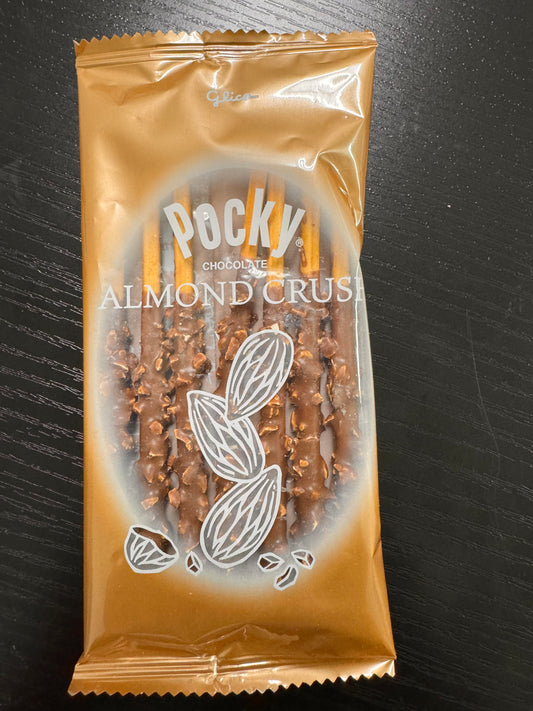 Glico
Pocky®
CHOCOLATE
ALMOND CRUSH